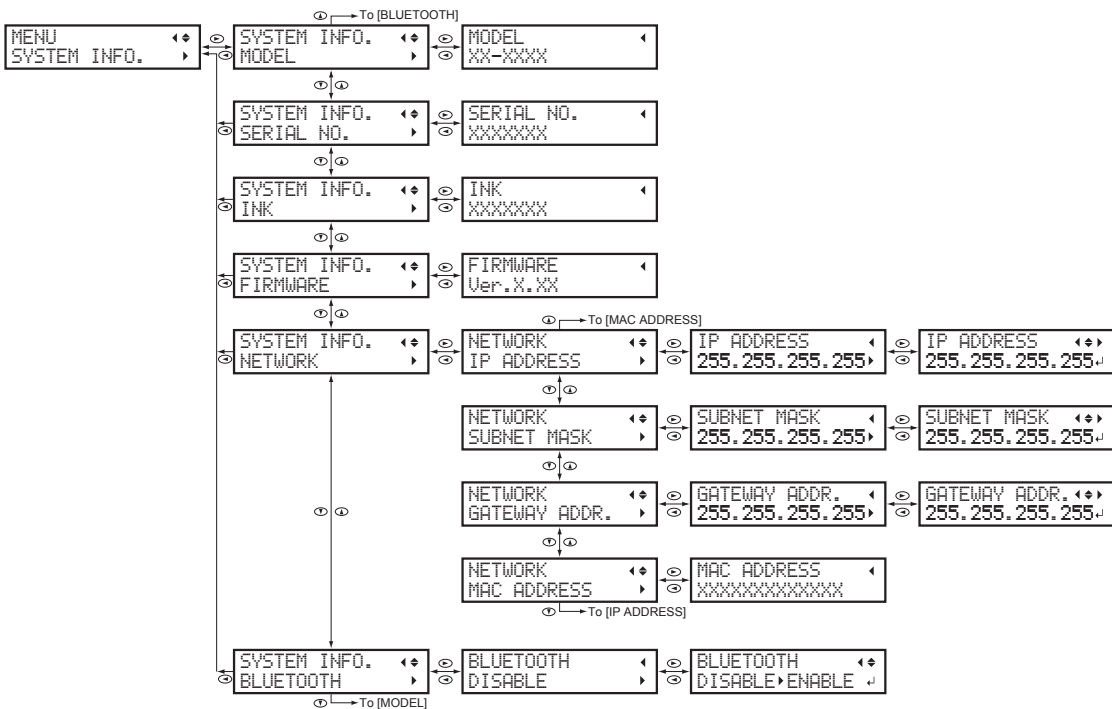 To [BLUETOOTH]
MENU
SYSTEM INFO.
SYSTEM INFO.
MODEL
MODEL
XX-XXXX
SYSTEM INFO.
SERIAL NO.
SERIAL NO.
XXXXXXX
SYSTEM INFO.
INK
INK
XXXXXXX
SYSTEM INFO.
FIRMWARE
FIRMWARE
Ver.X.XX
To [MAC ADDRESS]
SYSTEM INFO.
NETWORK
NETWORK
IP ADDRESS
IP ADDRESS
255.255.255.255
IP ADDRESS
255.255.255.255
NETWORK
SUBNET MASK
SUBNET MASK
255.255.255.255
SUBNET MASK
255.255.255.255
NETWORK
GATEWAY ADDR.
GATEWAY ADDR.
255.255.255.255
GATEWAY ADDR.
255.255.255.255
NETWORK
MAC ADDRESS
MAC ADDRESS
XXXXXXXXXXXX
To [IP ADDRESS]
SYSTEM INFO.
BLUETOOTH
BLUETOOTH
DISABLE
BLUETOOTH
DISABLE ENABLE
To [MODEL]